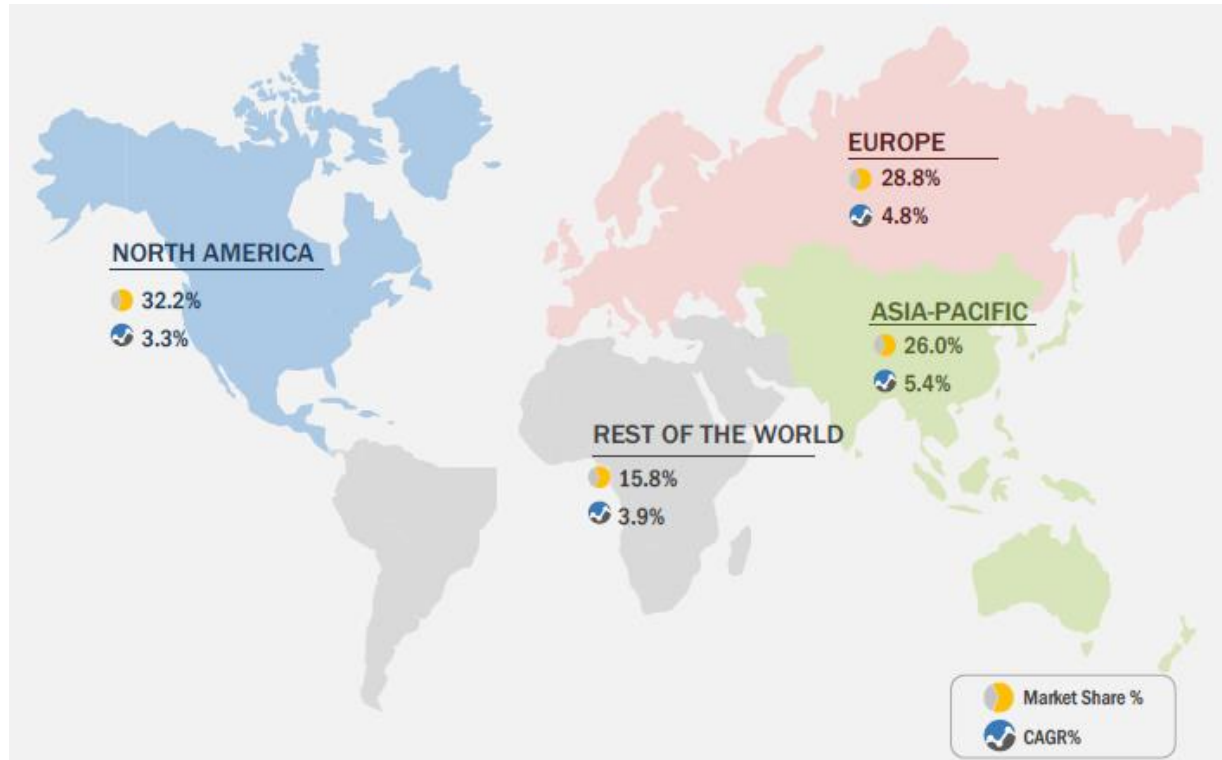 EUROPE
28.8%
4.8%
NORTH AMERICA
32.2%
3.3%
ASIA-PACIFIC
26.0%
5.4%
REST OF THE WORLD
15.8%
3.9%
Market Share %
CAGR%